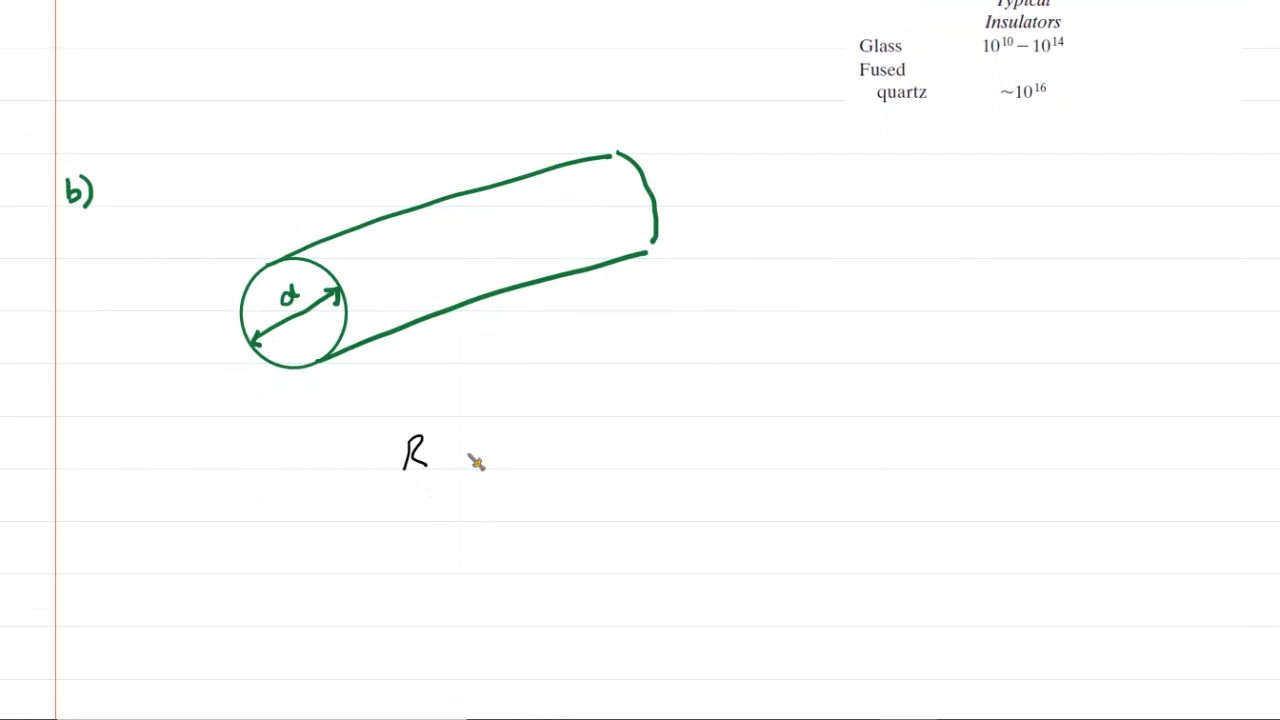 Typical
Insulators
Glass 10¹⁰ – 10¹⁴
Fused
quartz ~10¹⁶
b)
d
R